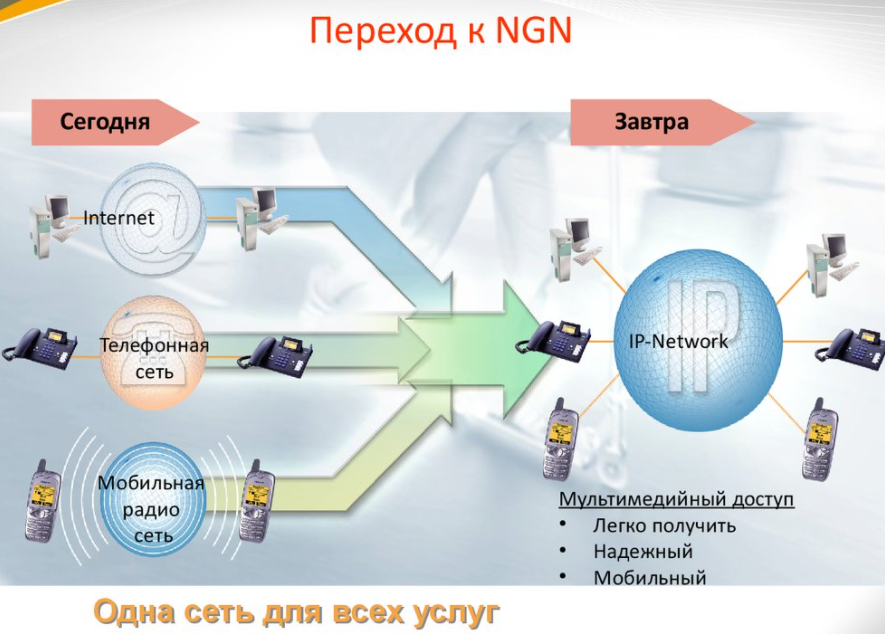 Переход к NGN
Сегодня
Завтра
@
Internet
Телефонная
сеть
Мобильная
радио
сеть
IP
IP-Network
Мультимедийный доступ
• Легко получить
• Надежный
• Мобильный
Одна сеть для всех услуг